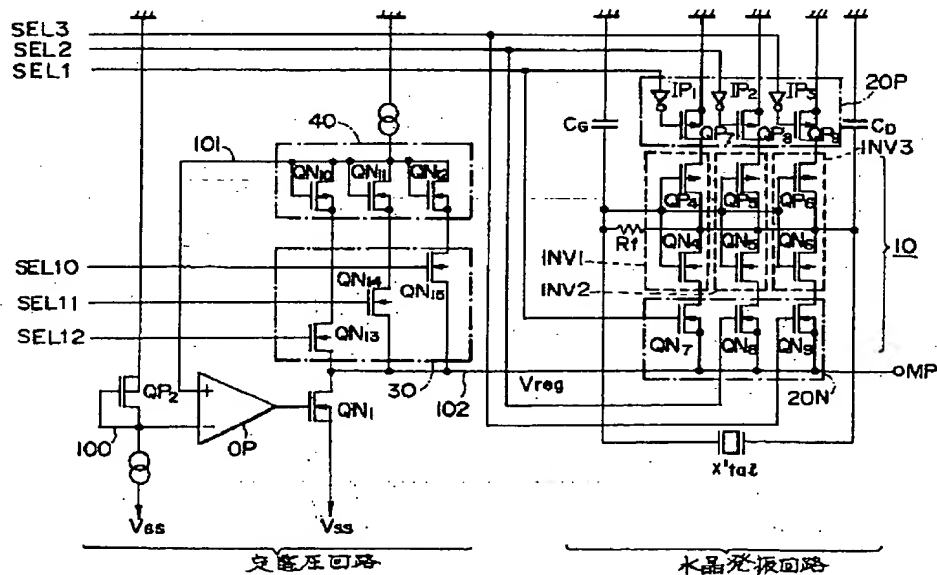 SEL3
SEL2
SEL1
IP1
IP2
IP3
20P
CG
QP7
QP8
QP9
CD
INV3
40
101
QN10
QN11
QN12
QP4
QP5
QP6
Rf
QN4
QN5
QN6
10
SEL10
INV1
QN14
QN15
INV2
SEL11
SEL12
QN13
QN7
QN8
QN9
30
102
Vreg
20N
MP
QP2
QN1
100
OP
X'tal
VSS
定電圧回路
水晶発振回路